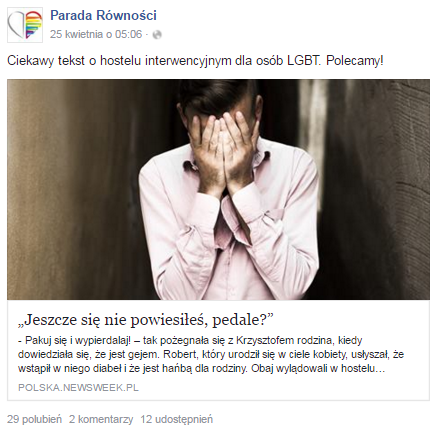 Parada Równości
25 kwietnia o 05:06 ·
Ciekawy tekst o hostelu interwencyjnym dla osób LGBT. Polecamy!
„Jeszcze się nie powiesiłeś, pedale?”
- Pakuj się i wypierdalaj! – tak pożegnała się z Krzysztofem rodzina, kiedy
dowiedziała się, że jest gejem. Robert, który urodził się w ciele kobiety, usłyszał, że
wstąpił w niego diabeł i że jest hańbą dla rodziny. Obaj wylądowali w hostelu…
POLSKA.NEWSWEEK.PL
29 polubień 2 komentarzy 12 udostępnień